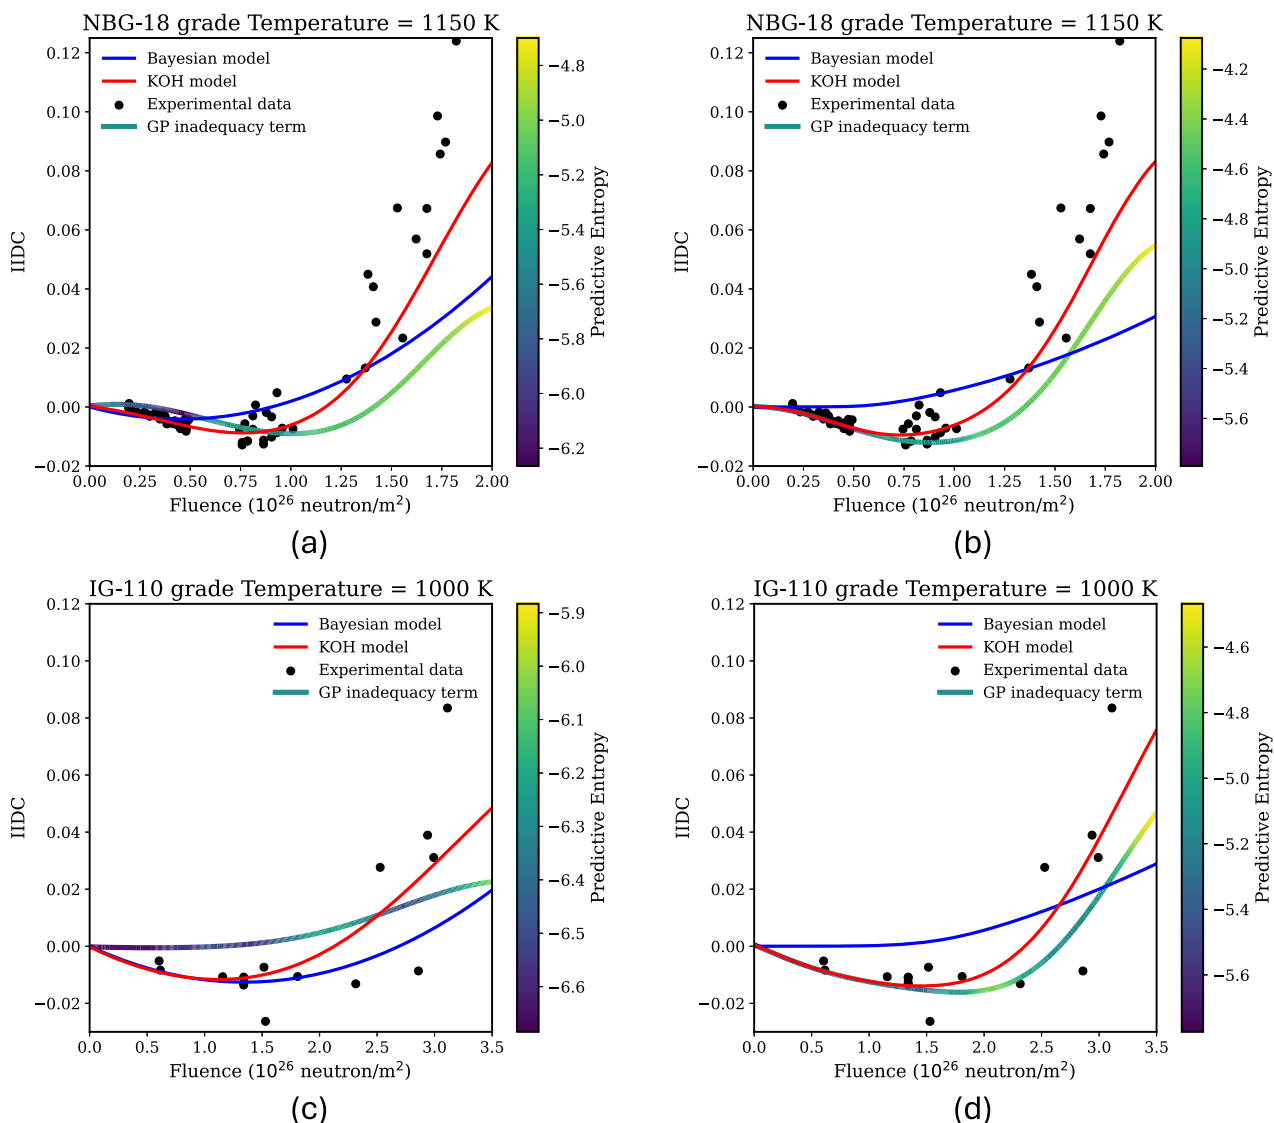 NBG-18 grade Temperature = 1150 K
Bayesian model
KOH model
Experimental data
GP inadequacy term
0.12
0.10
0.08
0.06
0.04
0.02
0.00
−0.02
IIDC
0.00 0.25 0.50 0.75 1.00 1.25 1.50 1.75 2.00
Fluence (10²⁶ neutron/m²)
−4.8
−5.0
−5.2
−5.4
−5.6
−5.8
−6.0
−6.2
Predictive Entropy
(a)
NBG-18 grade Temperature = 1150 K
Bayesian model
KOH model
Experimental data
GP inadequacy term
0.12
0.10
0.08
0.06
0.04
0.02
0.00
−0.02
IIDC
0.00 0.25 0.50 0.75 1.00 1.25 1.50 1.75 2.00
Fluence (10²⁶ neutron/m²)
−4.2
−4.4
−4.6
−4.8
−5.0
−5.2
−5.4
−5.6
Predictive Entropy
(b)
IG-110 grade Temperature = 1000 K
Bayesian model
KOH model
Experimental data
GP inadequacy term
0.12
0.10
0.08
0.06
0.04
0.02
0.00
−0.02
IIDC
0.0 0.5 1.0 1.5 2.0 2.5 3.0 3.5
Fluence (10²⁶ neutron/m²)
−5.9
−6.0
−6.1
−6.2
−6.3
−6.4
−6.5
−6.6
Predictive Entropy
(c)
IG-110 grade Temperature = 1000 K
Bayesian model
KOH model
Experimental data
GP inadequacy term
0.12
0.10
0.08
0.06
0.04
0.02
0.00
−0.02
IIDC
0.0 0.5 1.0 1.5 2.0 2.5 3.0 3.5
Fluence (10²⁶ neutron/m²)
−4.6
−4.8
−5.0
−5.2
−5.4
−5.6
Predictive Entropy
(d)